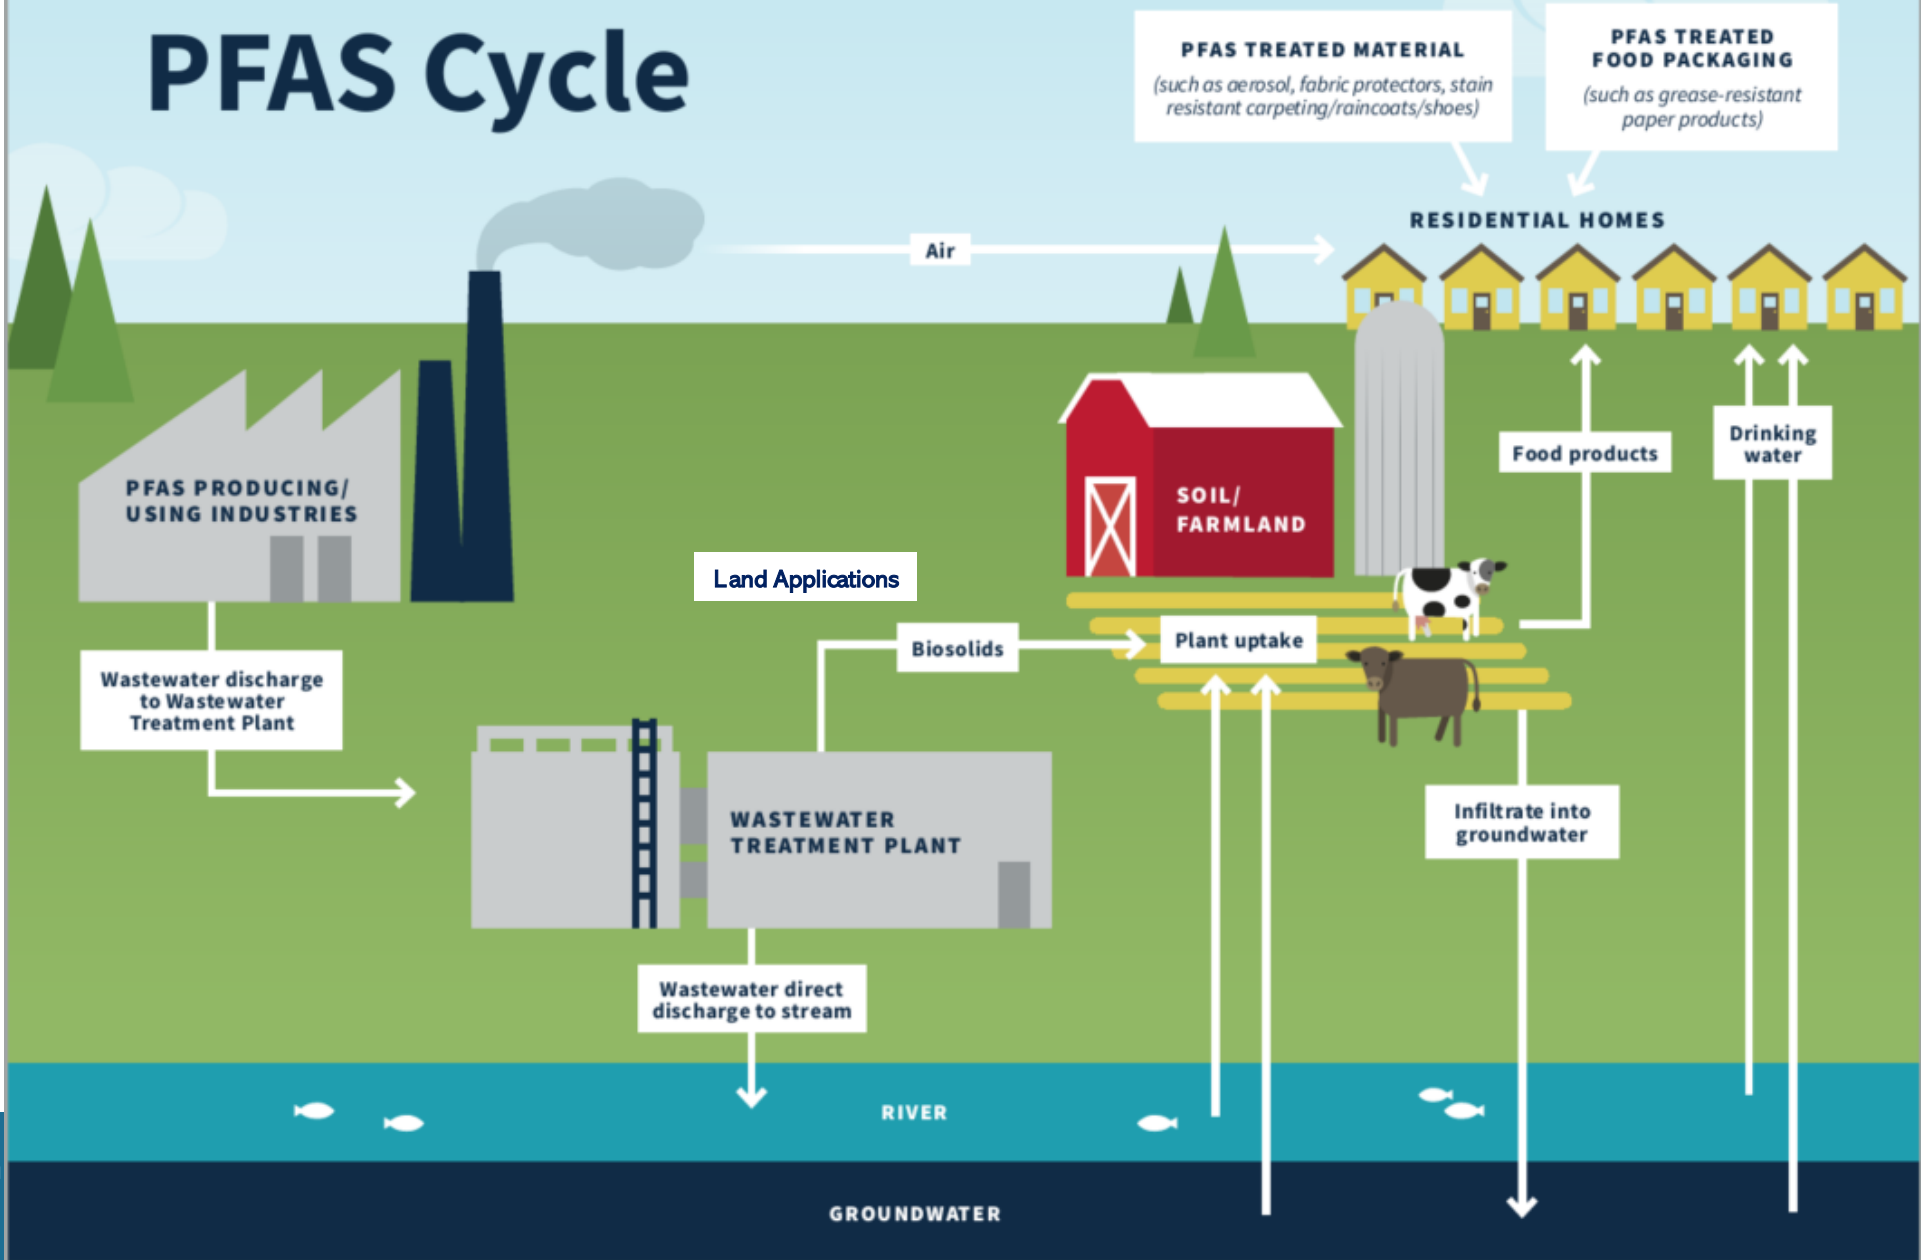 PFAS Cycle
PFAS TREATED MATERIAL
(such as aerosol, fabric protectors, stain
resistant carpeting/raincoats/shoes)
PFAS TREATED
FOOD PACKAGING
(such as grease-resistant
paper products)
RESIDENTIAL HOMES
Air
PFAS PRODUCING/
USING INDUSTRIES
SOIL/
FARMLAND
Food products
Drinking
water
Land Applications
Biosolids
Plant uptake
Wastewater discharge
to Wastewater
Treatment Plant
WASTEWATER
TREATMENT PLANT
Infiltrate into
groundwater
Wastewater direct
discharge to stream
RIVER
GROUNDWATER